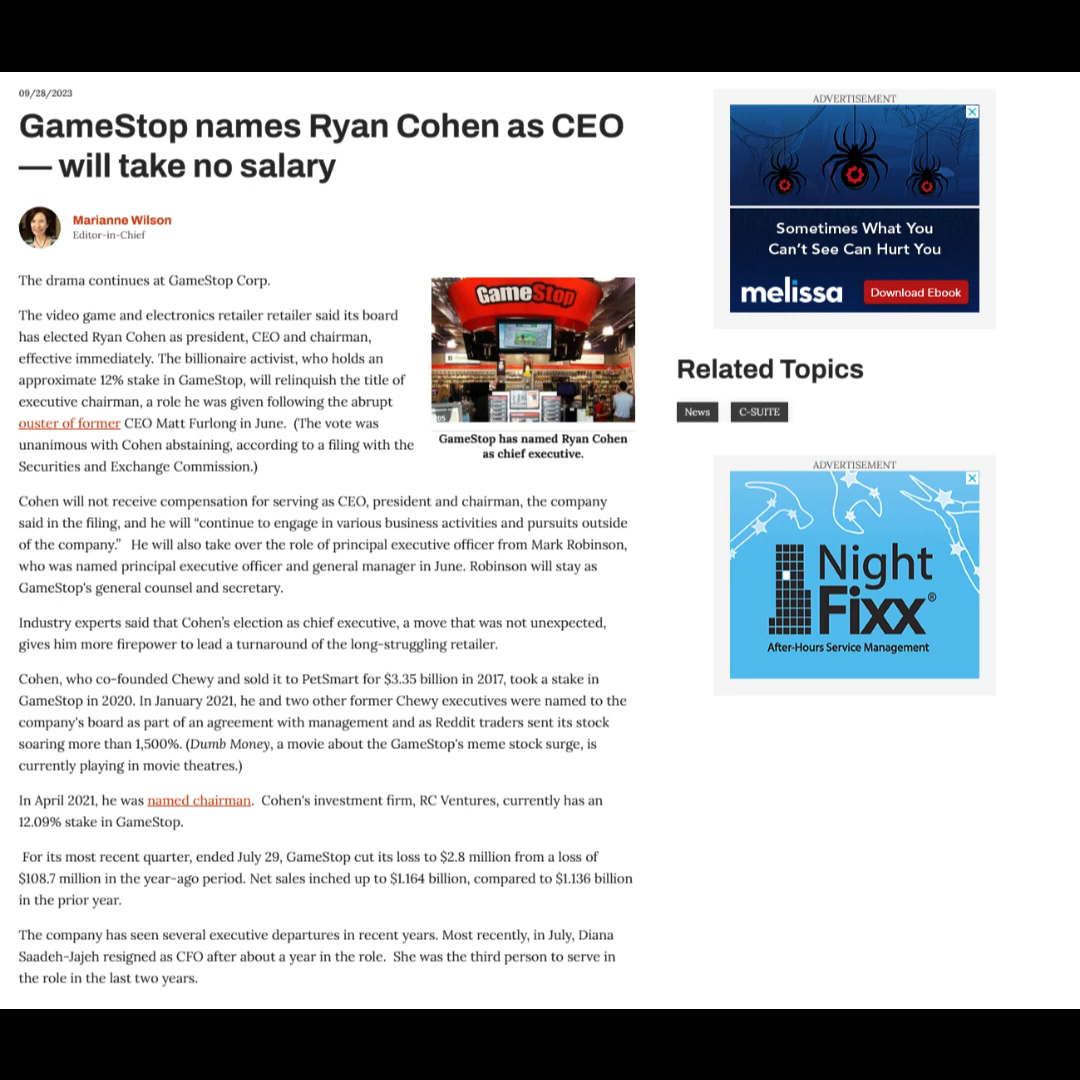 09/28/2023
GameStop names Ryan Cohen as CEO
— will take no salary
Marianne Wilson
Editor-in-Chief
The drama continues at GameStop Corp.
The video game and electronics retailer retailer said its board
has elected Ryan Cohen as president, CEO and chairman,
effective immediately. The billionaire activist, who holds an
approximate 12% stake in GameStop, will relinquish the title of
executive chairman, a role he was given following the abrupt
ouster of former CEO Matt Furlong in June.  (The vote was
unanimous with Cohen abstaining, according to a filing with the
Securities and Exchange Commission.)
GameStop
GameStop has named Ryan Cohen
as chief executive.
Cohen will not receive compensation for serving as CEO, president and chairman, the company
said in the filing, and he will “continue to engage in various business activities and pursuits outside
of the company.”   He will also take over the role of principal executive officer from Mark Robinson,
who was named principal executive officer and general manager in June. Robinson will stay as
GameStop's general counsel and secretary.
Industry experts said that Cohen’s election as chief executive, a move that was not unexpected,
gives him more firepower to lead a turnaround of the long-struggling retailer.
Cohen, who co-founded Chewy and sold it to PetSmart for $3.35 billion in 2017, took a stake in
GameStop in 2020. In January 2021, he and two other former Chewy executives were named to the
company's board as part of an agreement with management and as Reddit traders sent its stock
soaring more than 1,500%. (Dumb Money, a movie about the GameStop's meme stock surge, is
currently playing in movie theatres.)
In April 2021, he was named chairman.  Cohen's investment firm, RC Ventures, currently has an
12.09% stake in GameStop.
For its most recent quarter, ended July 29, GameStop cut its loss to $2.8 million from a loss of
$108.7 million in the year-ago period. Net sales inched up to $1.164 billion, compared to $1.136 billion
in the prior year.
The company has seen several executive departures in recent years. Most recently, in July, Diana
Saadeh-Jajeh resigned as CFO after about a year in the role.  She was the third person to serve in
the role in the last two years.
ADVERTISEMENT
Sometimes What You
Can’t See Can Hurt You
melissa
Download Ebook
Related Topics
News
C-SUITE
ADVERTISEMENT
Night
Fixx®
After-Hours Service Management